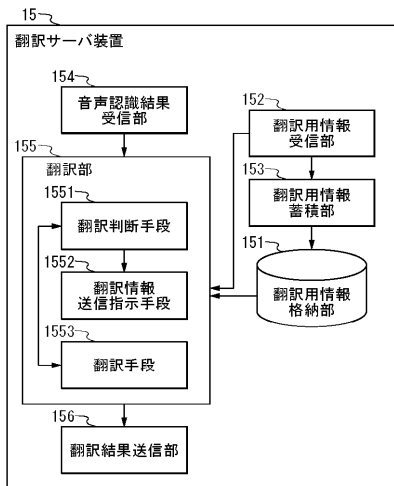 15
翻訳サーバ装置
154
音声認識結果
受信部
152
翻訳用情報
受信部
155
翻訳部
153
翻訳用情報
蓄積部
1551
翻訳判断手段
151
翻訳用情報
格納部
1552
翻訳情報
送信指示手段
1553
翻訳手段
156
翻訳結果送信部